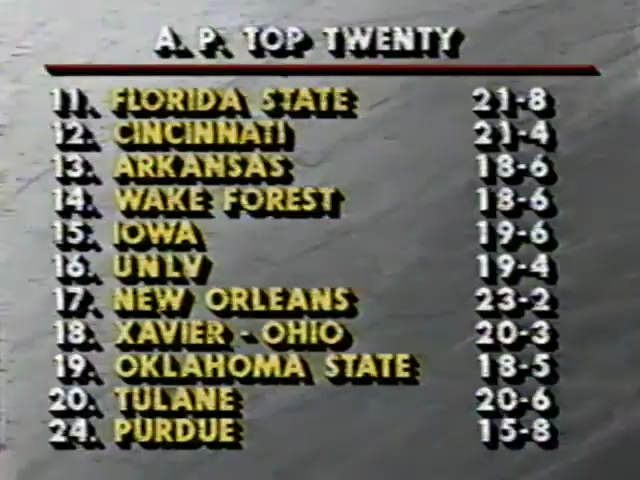 A. P. TOP TWENTY
11. FLORIDA STATE 21-8
12. CINCINNATI 21-4
13. ARKANSAS 18-6
14. WAKE FOREST 18-6
15. IOWA 19-6
16. UNLV 19-4
17. NEW ORLEANS 23-2
18. XAVIER - OHIO 20-3
19. OKLAHOMA STATE 18-5
20. TULANE 20-6
24. PURDUE 15-8